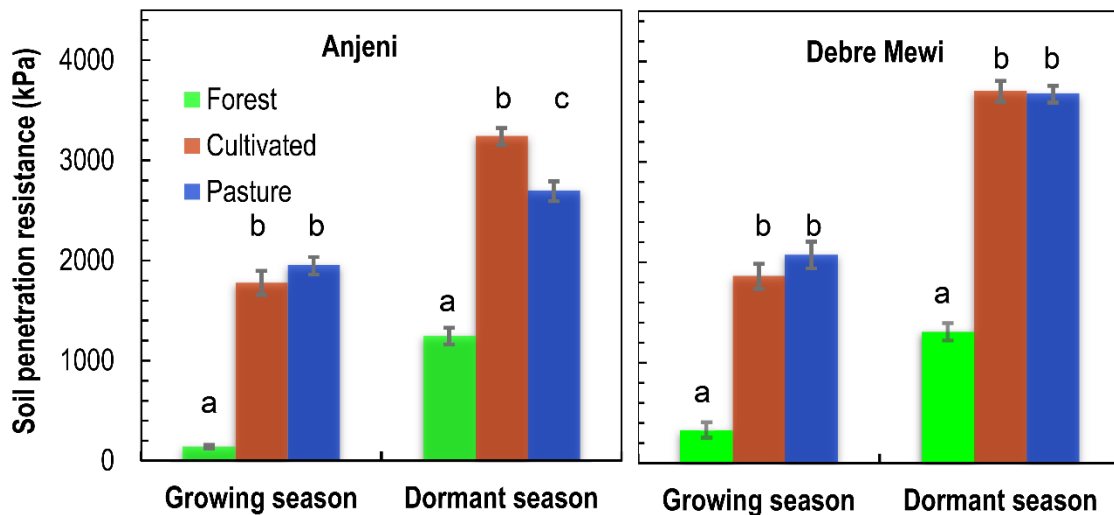 Soil penetration resistance (kPa)
4000
3000
2000
1000
0
Anjeni
Forest
Cultivated
Pasture
a
b
b
a
b
c
Growing season
Dormant season
Debre Mewi
a
b
b
a
b
b
Growing season
Dormant season